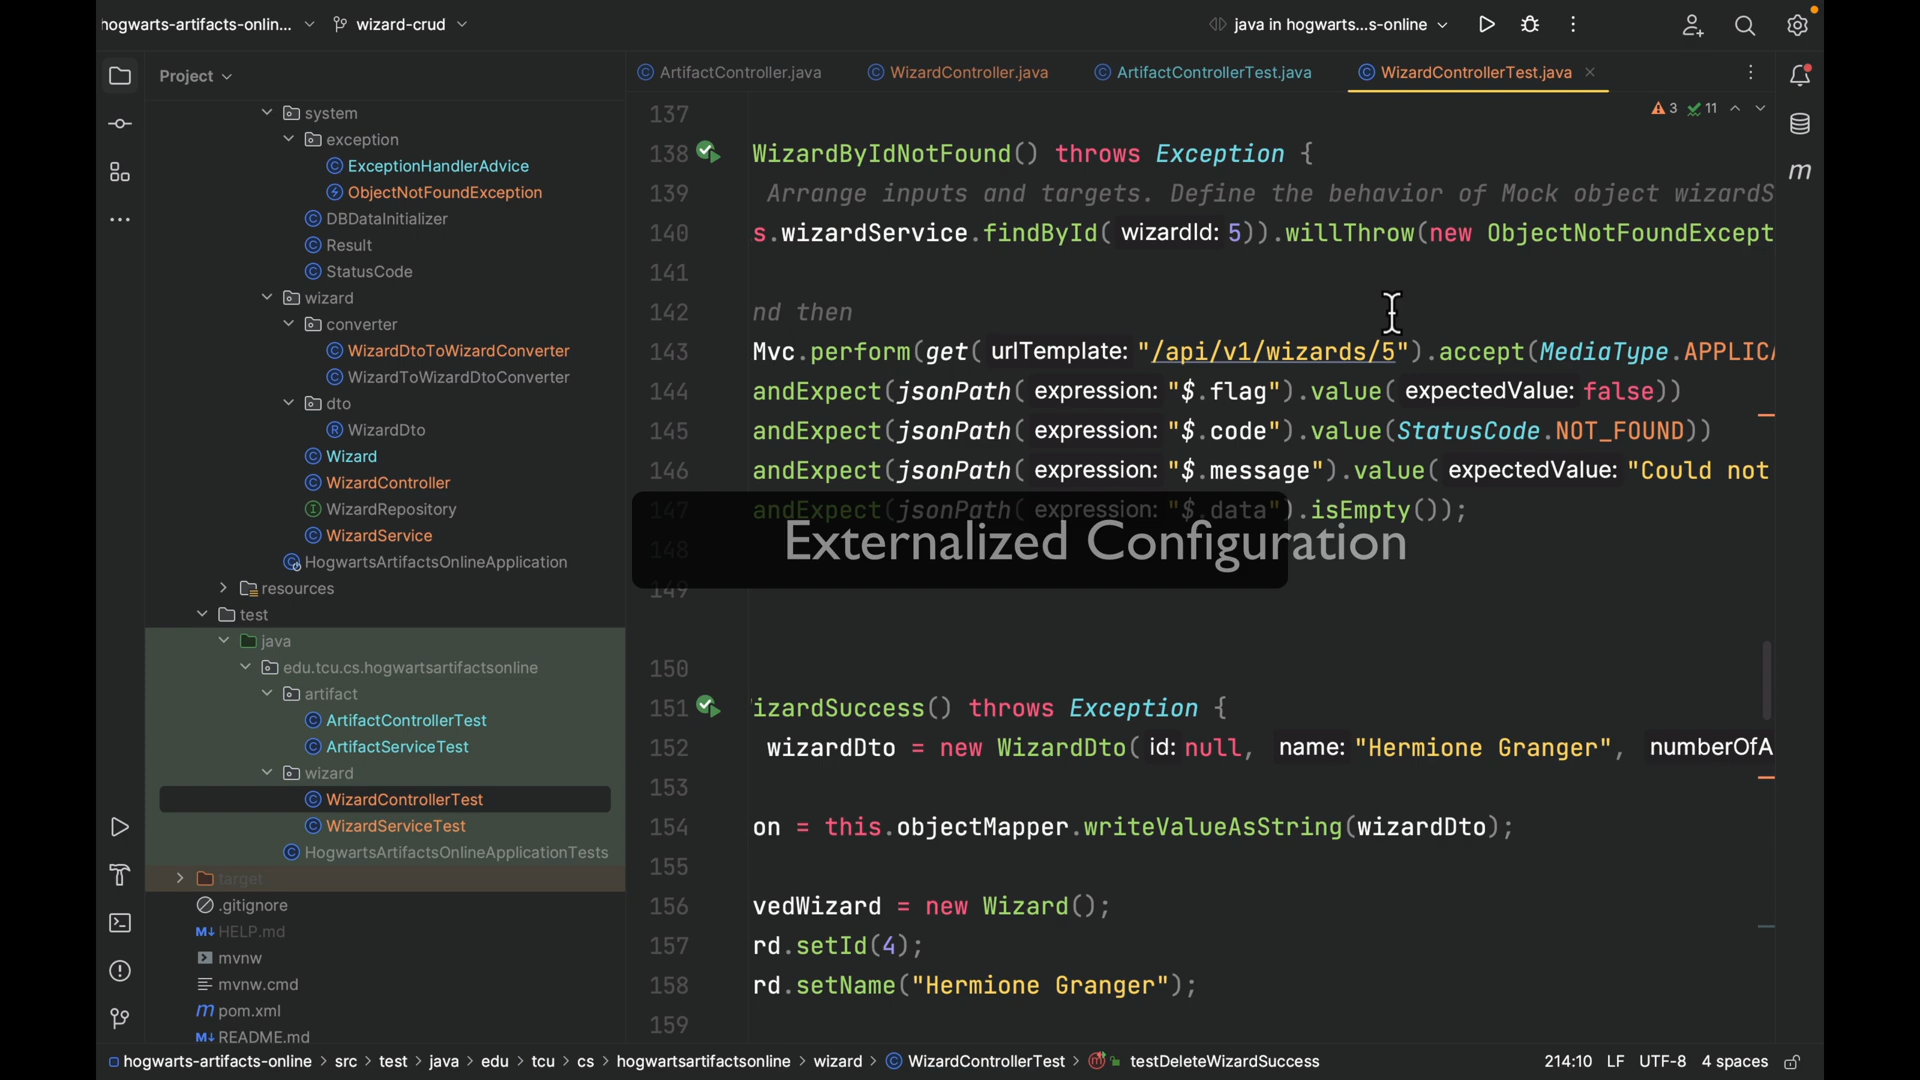 hogwarts-artifacts-onlin...
wizard-crud
java in hogwarts...s-online
Project
ArtifactController.java
WizardController.java
ArtifactControllerTest.java
WizardControllerTest.java
system
exception
ExceptionHandlerAdvice
ObjectNotFoundException
DBDataInitializer
Result
StatusCode
wizard
converter
WizardDtoToWizardConverter
WizardToWizardDtoConverter
dto
WizardDto
Wizard
WizardController
WizardRepository
WizardService
HogwartsArtifactsOnlineApplication
resources
test
java
edu.tcu.cs.hogwartsartifactsonline
artifact
ArtifactControllerTest
ArtifactServiceTest
wizard
WizardControllerTest
WizardServiceTest
HogwartsArtifactsOnlineApplicationTests
target
.gitignore
HELP.md
mvnw
mvnw.cmd
pom.xml
README.md
3 11
137
138 WizardByIdNotFound() throws Exception {
139 Arrange inputs and targets. Define the behavior of Mock object wizardS
140 s.wizardService.findById( wizardId: 5)).willThrow(new ObjectNotFoundExcept
141
142 nd then
143 Mvc.perform(get( urlTemplate: "/api/v1/wizards/5").accept(MediaType.APPLICA
144 andExpect(jsonPath( expression: "$.flag").value( expectedValue: false))
145 andExpect(jsonPath( expression: "$.code").value(StatusCode.NOT_FOUND))
146 andExpect(jsonPath( expression: "$.message").value( expectedValue: "Could not
147 andExpect(jsonPath( expression: "$.data").isEmpty());
148
Externalized Configuration
149
150
151 izardSuccess() throws Exception {
152 wizardDto = new WizardDto( id: null, name: "Hermione Granger", numberOfA
153
154 on = this.objectMapper.writeValueAsString(wizardDto);
155
156 vedWizard = new Wizard();
157 rd.setId(4);
158 rd.setName("Hermione Granger");
159
hogwarts-artifacts-online > src > test > java > edu > tcu > cs > hogwartsartifactsonline > wizard > WizardControllerTest > testDeleteWizardSuccess
214:10 LF UTF-8 4 spaces